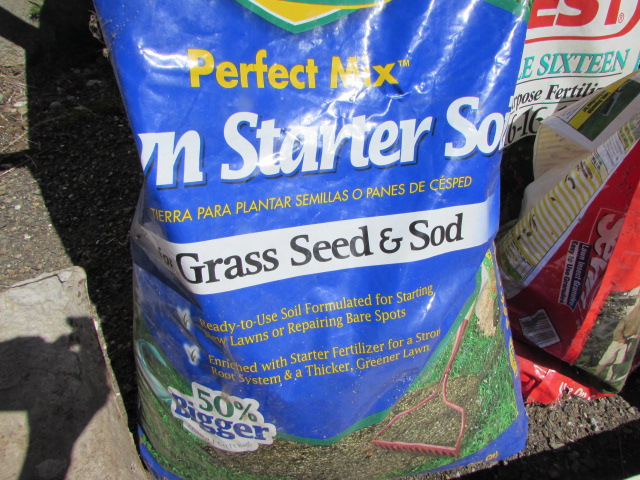 Perfect Mix™
n Starter So
TIERRA PARA PLANTAR SEMILLAS O PANES DE CÉSPED
for Grass Seed & Sod
Ready-to-Use Soil Formulated for Starting
w Lawns or Repairing Bare Spots
Enriched with Starter Fertilizer for a Stron
Root System & a Thicker, Greener Lawn
50%
Bigger
EST
E SIXTEEN
pose Fertili
6-16